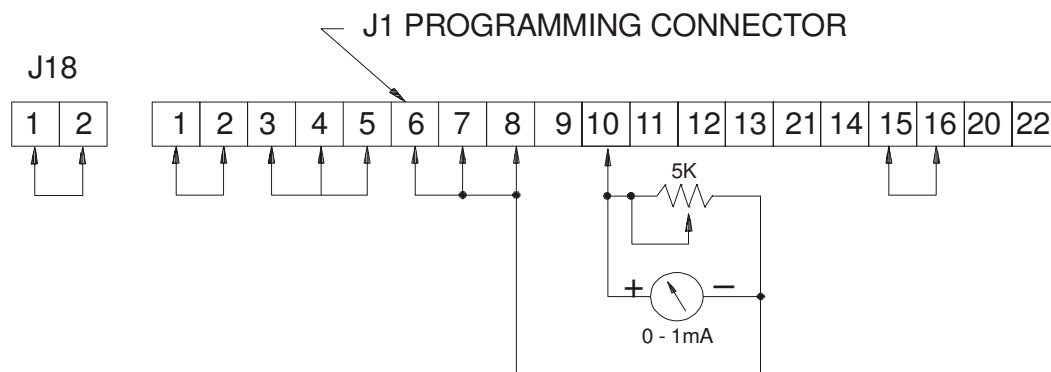 J1 PROGRAMMING CONNECTOR
J18
1 2 1 2 3 4 5 6 7 8 9 10 11 12 13 21 14 15 16 20 22
5K
+ −
0 - 1mA